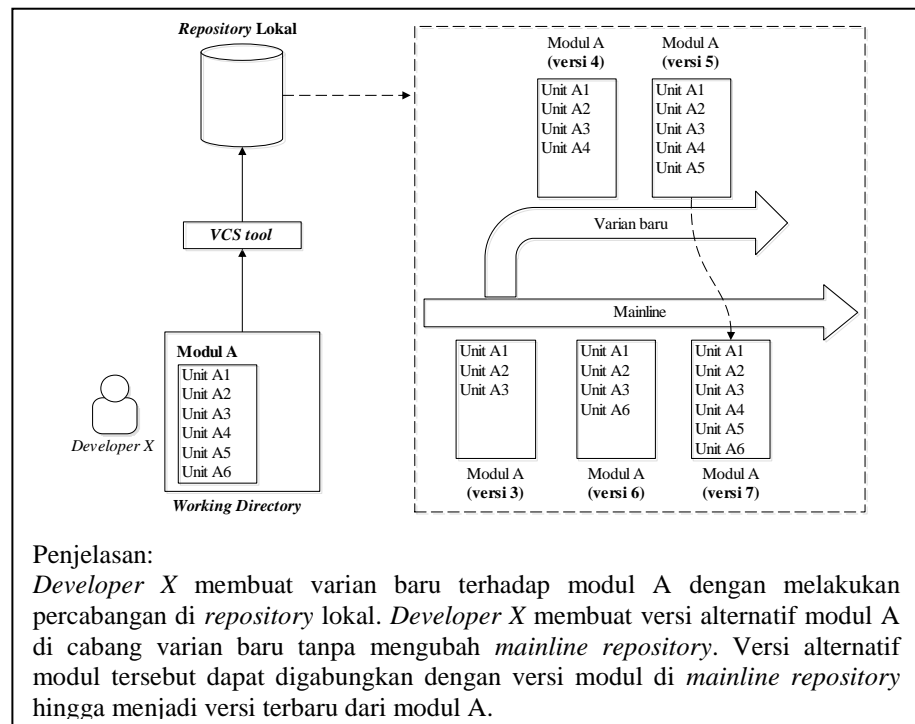 Repository Lokal
Modul A
(versi 4)
Unit A1
Unit A2
Unit A3
Unit A4
Modul A
(versi 5)
Unit A1
Unit A2
Unit A3
Unit A4
Unit A5
VCS tool
Varian baru
Mainline
Modul A
Unit A1
Unit A2
Unit A3
Unit A4
Unit A5
Unit A6
Developer X
Working Directory
Unit A1
Unit A2
Unit A3
Modul A
(versi 3)
Unit A1
Unit A2
Unit A3
Unit A6
Modul A
(versi 6)
Unit A1
Unit A2
Unit A3
Unit A4
Unit A5
Unit A6
Modul A
(versi 7)
Penjelasan:
Developer X membuat varian baru terhadap modul A dengan melakukan
percabangan di repository lokal. Developer X membuat versi alternatif modul A
di cabang varian baru tanpa mengubah mainline repository. Versi alternatif
modul tersebut dapat digabungkan dengan versi modul di mainline repository
hingga menjadi versi terbaru dari modul A.